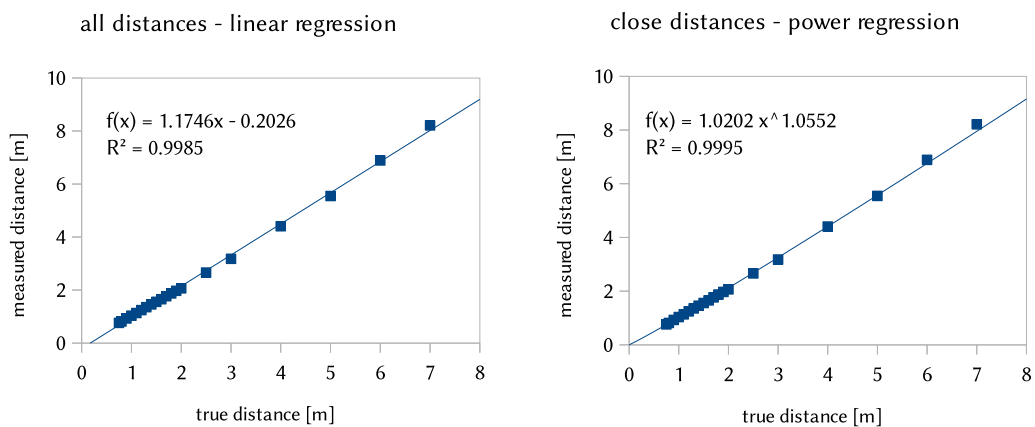 all distances - linear regression
10
8
6
4
2
0
measured distance [m]
f(x) = 1.1746x - 0.2026
R² = 0.9985
0 1 2 3 4 5 6 7 8
true distance [m]
close distances - power regression
10
8
6
4
2
0
measured distance [m]
f(x) = 1.0202 x^1.0552
R² = 0.9995
0 1 2 3 4 5 6 7 8
true distance [m]